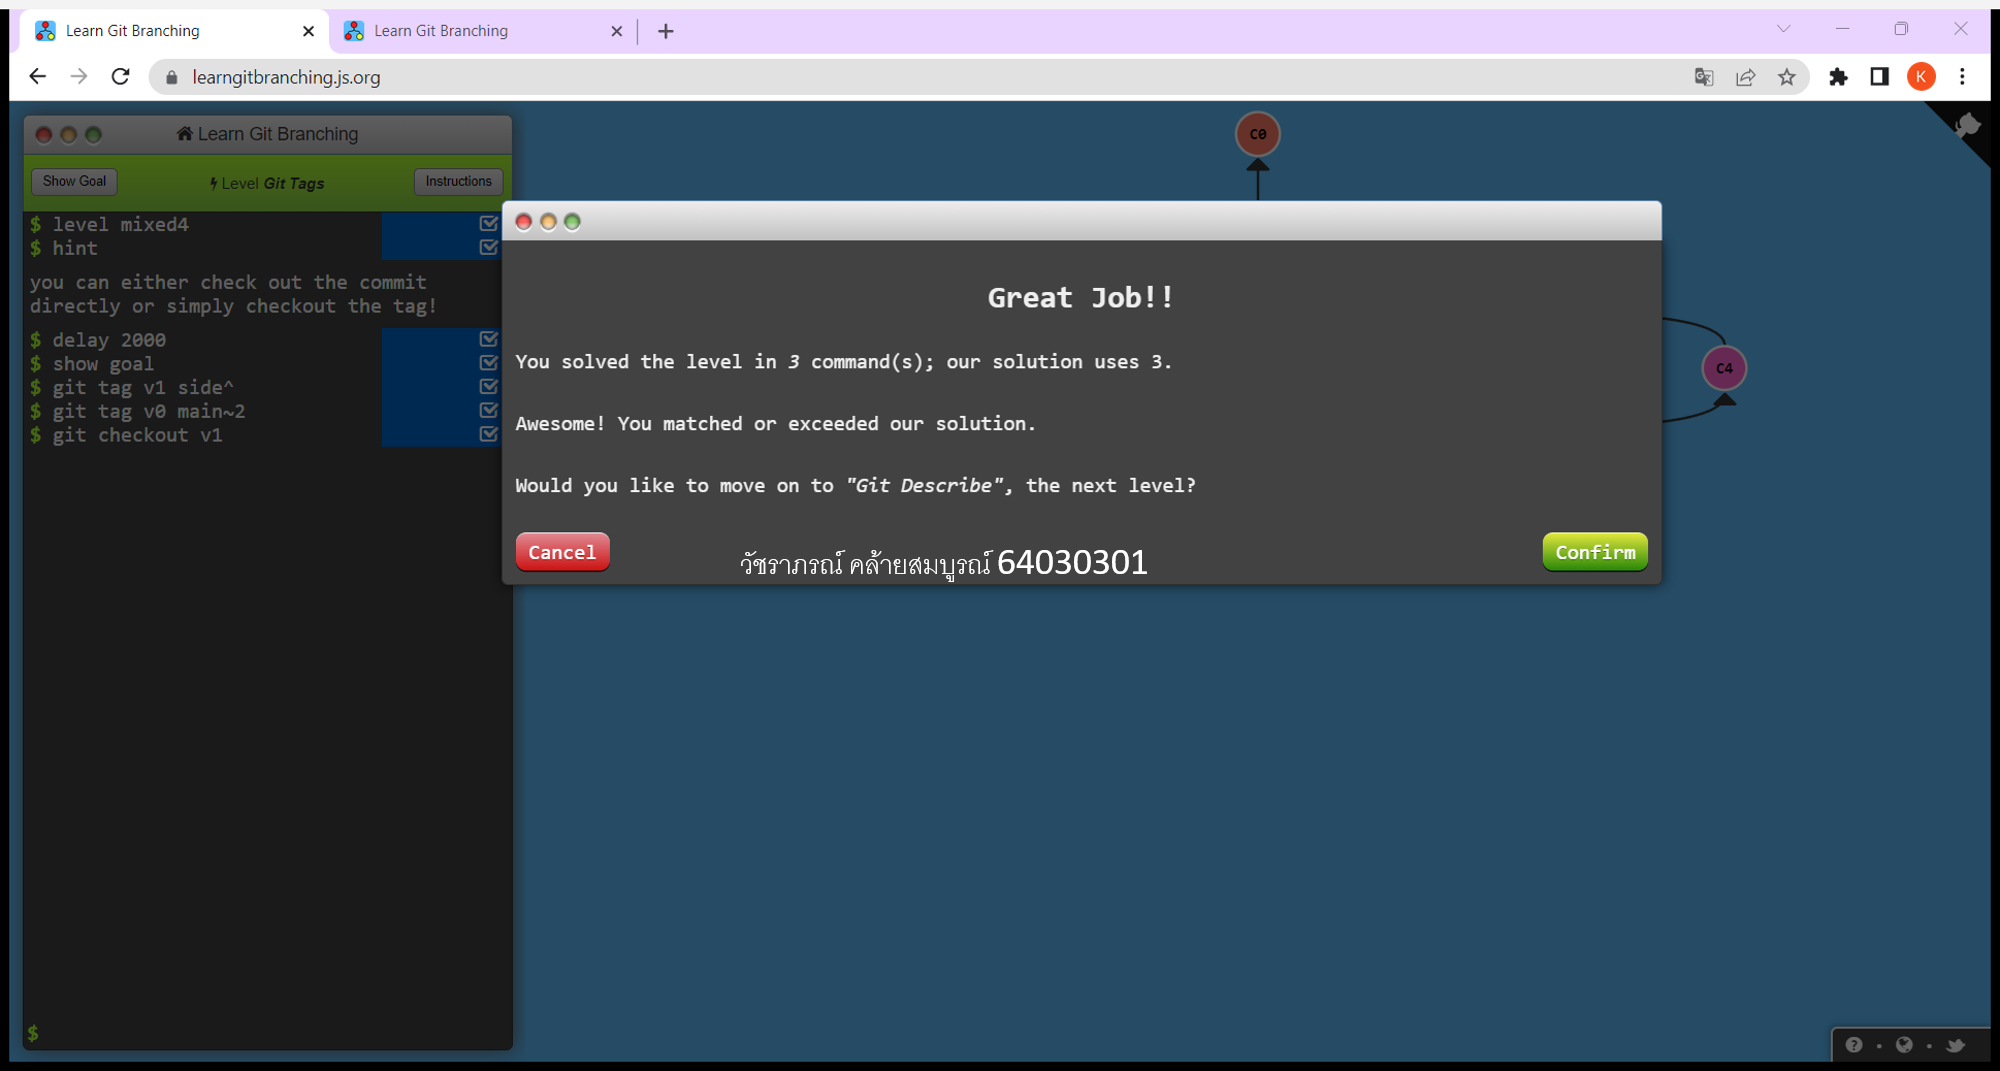 Learn Git Branching
Learn Git Branching
learngitbranching.js.org
K
Learn Git Branching
Show Goal
Level Git Tags
Instructions
$ level mixed4
$ hint
you can either check out the commit
directly or simply checkout the tag!
$ delay 2000
$ show goal
$ git tag v1 side^
$ git tag v0 main~2
$ git checkout v1
$
C0
C4
Great Job!!
You solved the level in 3 command(s); our solution uses 3.
Awesome! You matched or exceeded our solution.
Would you like to move on to "Git Describe", the next level?
Cancel
วัชราภรณ์ คล้ายสมบูรณ์ 64030301
Confirm